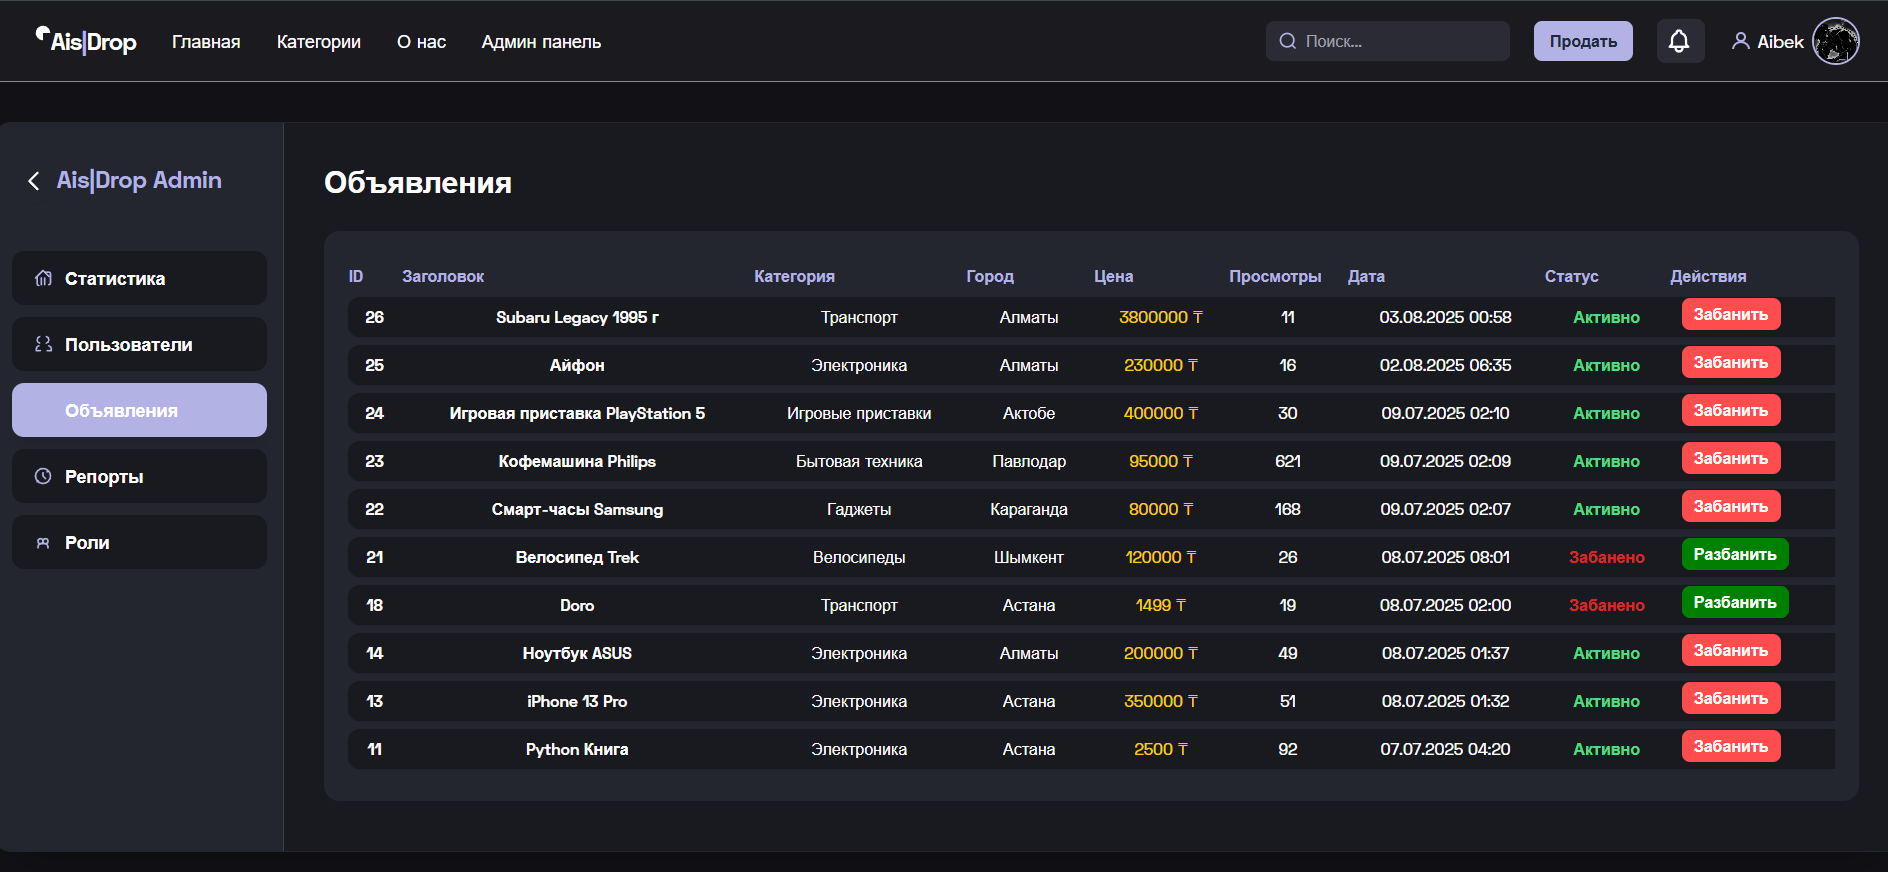 Ais|Drop Главная Категории О нас Админ панель Поиск... Продать Aibek
Ais|Drop Admin
Статистика
Пользователи
Объявления
Репорты
Роли
Объявления
ID Заголовок Категория Город Цена Просмотры Дата Статус Действия
26 Subaru Legacy 1995 г Транспорт Алматы 3800000 ₸ 11 03.08.2025 00:58 Активно Забанить
25 Айфон Электроника Алматы 230000 ₸ 16 02.08.2025 06:35 Активно Забанить
24 Игровая приставка PlayStation 5 Игровые приставки Актобе 400000 ₸ 30 09.07.2025 02:10 Активно Забанить
23 Кофемашина Philips Бытовая техника Павлодар 95000 ₸ 621 09.07.2025 02:09 Активно Забанить
22 Смарт-часы Samsung Гаджеты Караганда 80000 ₸ 168 09.07.2025 02:07 Активно Забанить
21 Велосипед Trek Велосипеды Шымкент 120000 ₸ 26 08.07.2025 08:01 Забанено Разбанить
18 Doro Транспорт Астана 1499 ₸ 19 08.07.2025 02:00 Забанено Разбанить
14 Ноутбук ASUS Электроника Алматы 200000 ₸ 49 08.07.2025 01:37 Активно Забанить
13 iPhone 13 Pro Электроника Астана 350000 ₸ 51 08.07.2025 01:32 Активно Забанить
11 Python Книга Электроника Астана 2500 ₸ 92 07.07.2025 04:20 Активно Забанить